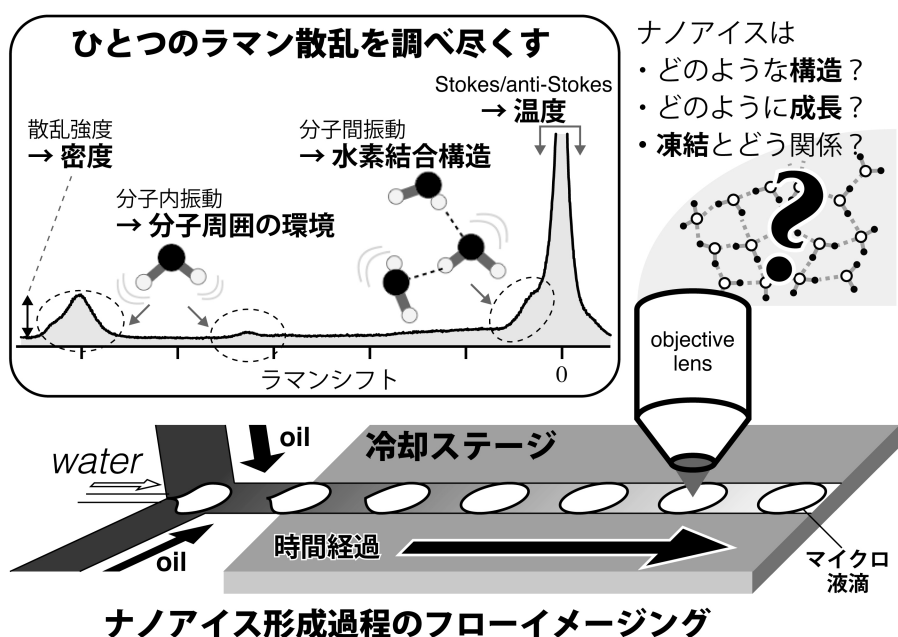 ひとつのラマン散乱を調べ尽くす
Stokes/anti-Stokes
→ 温度
散乱強度
→ 密度
分子間振動
→ 水素結合構造
分子内振動
→ 分子周囲の環境
ラマンシフト
0
ナノアイスは
・どのような構造？
・どのように成長？
・凍結とどう関係？
?
objective
lens
water
oil
冷却ステージ
oil
時間経過
マイクロ
液滴
ナノアイス形成過程のフローイメージング